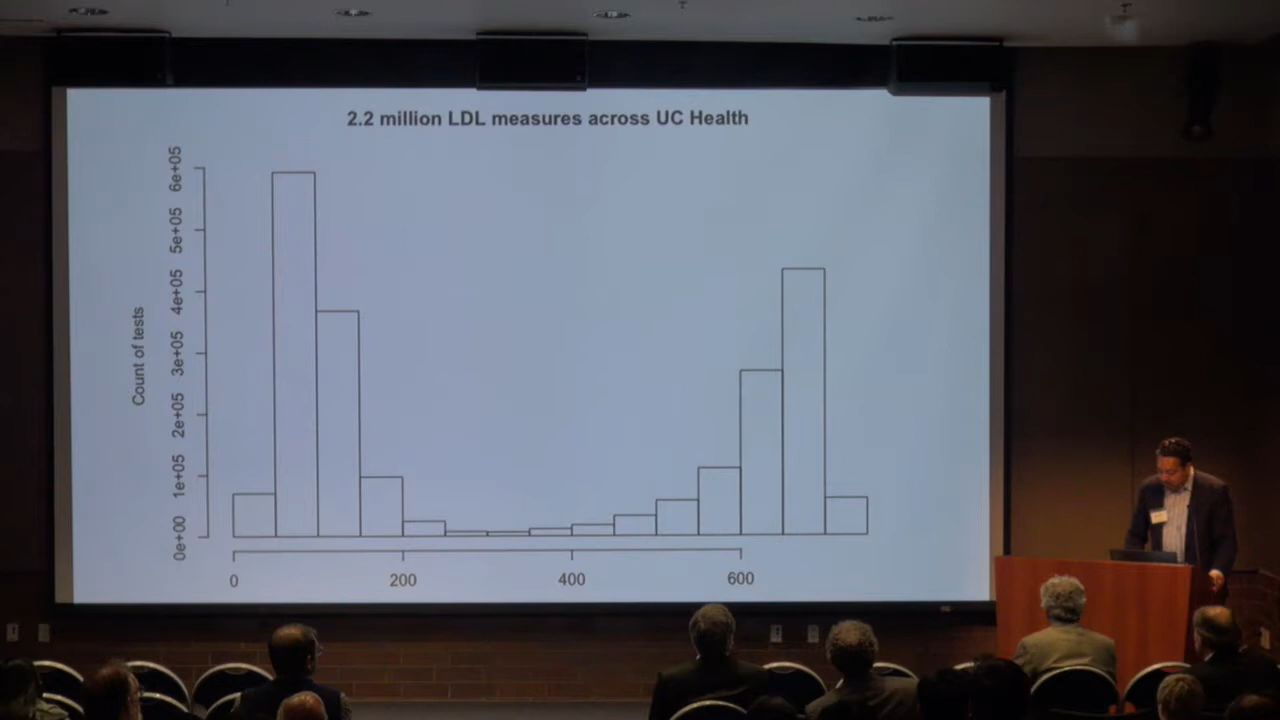 2.2 million LDL measures across UC Health
Count of tests
6e+05
5e+05
4e+05
3e+05
2e+05
1e+05
0e+00
0 200 400 600